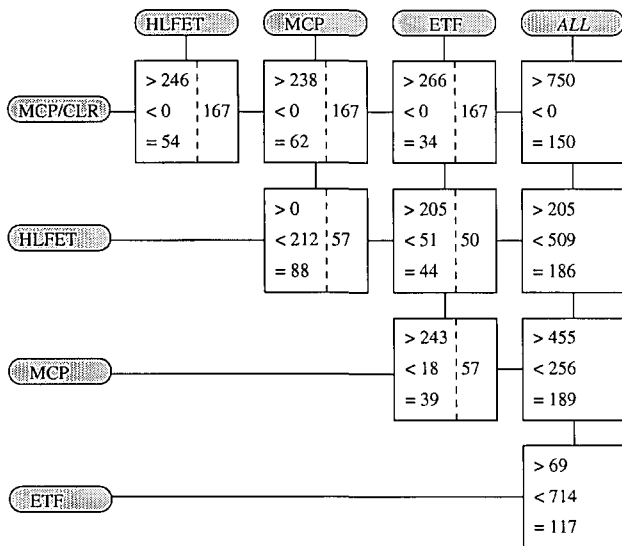 HLFET MCP ETF ALL
MCP/CLR
> 246
< 0 167
= 54
> 238
< 0 167
= 62
> 266
< 0 167
= 34
> 750
< 0
= 150
HLFET
> 0
< 212 57
= 88
> 205
< 51 50
= 44
> 205
< 509
= 186
MCP
> 243
< 18 57
= 39
> 455
< 256
= 189
ETF
> 69
< 714
= 117